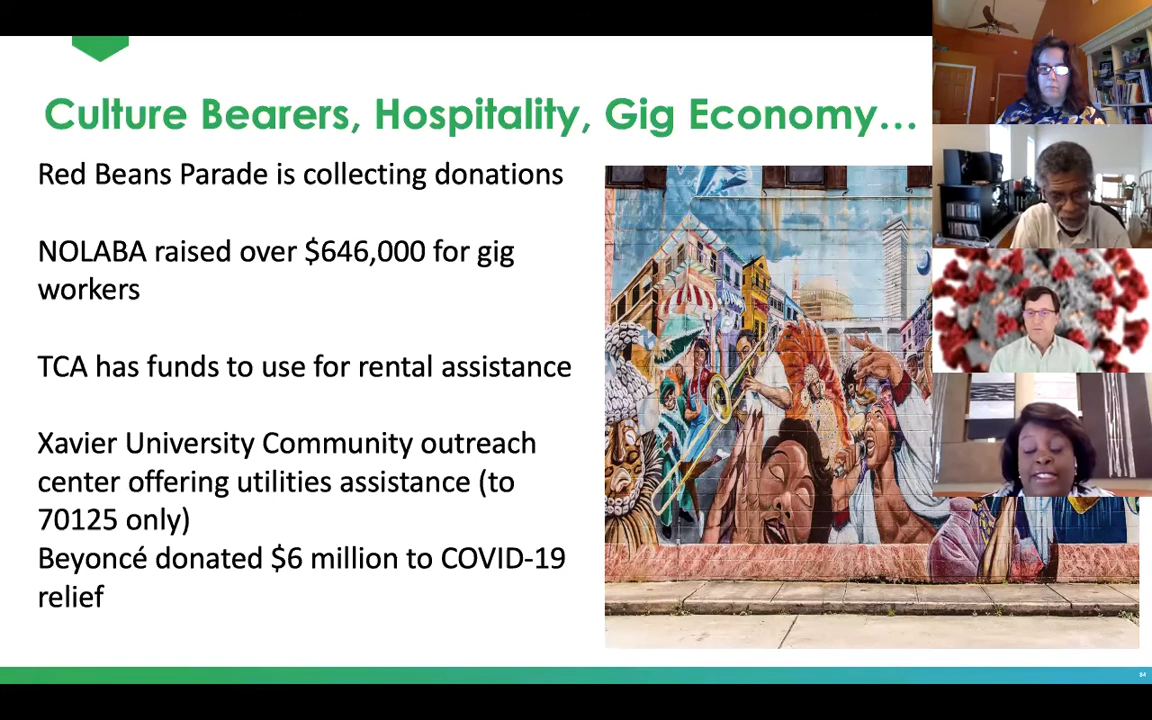 Culture Bearers, Hospitality, Gig Economy...
Red Beans Parade is collecting donations
NOLABA raised over $646,000 for gig
workers
TCA has funds to use for rental assistance
Xavier University Community outreach
center offering utilities assistance (to
70125 only)
Beyoncé donated $6 million to COVID-19
relief
34